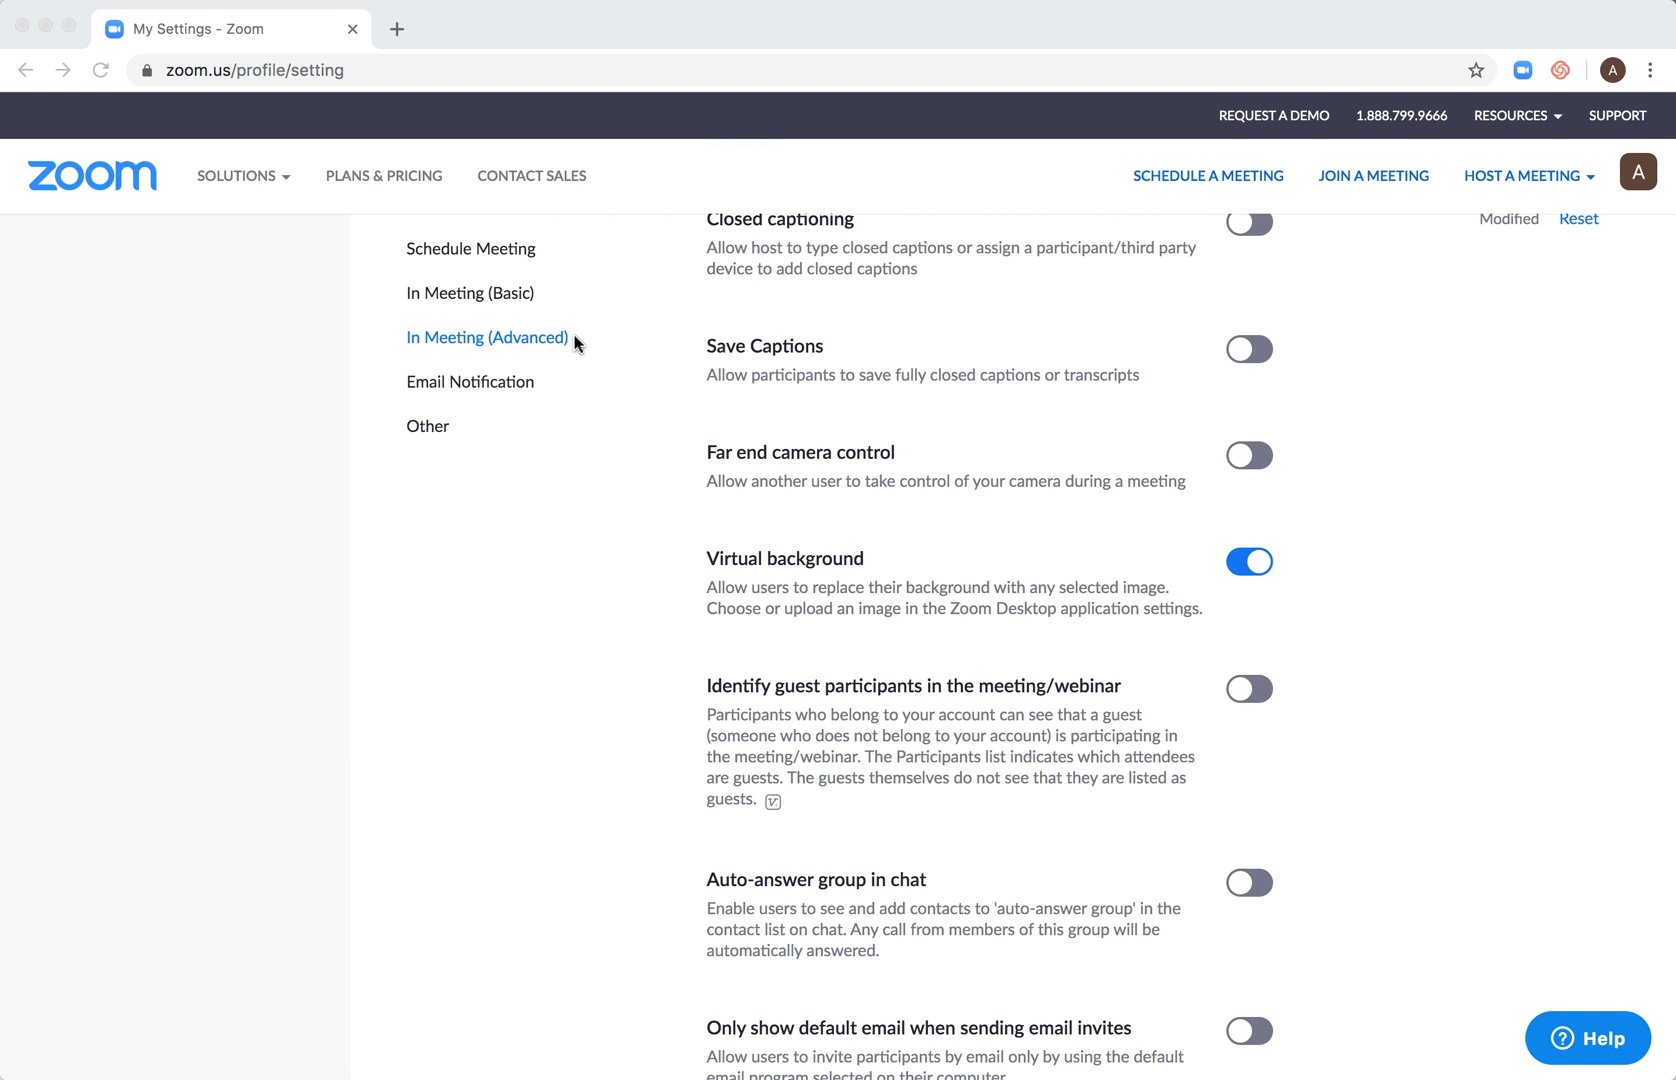 My Settings - Zoom
zoom.us/profile/setting
A
REQUEST A DEMO 1.888.799.9666 RESOURCES SUPPORT
zoom SOLUTIONS PLANS & PRICING CONTACT SALES SCHEDULE A MEETING JOIN A MEETING HOST A MEETING A
Schedule Meeting
In Meeting (Basic)
In Meeting (Advanced)
Email Notification
Other
Closed captioning
Modified Reset
Allow host to type closed captions or assign a participant/third party
device to add closed captions
Save Captions
Allow participants to save fully closed captions or transcripts
Far end camera control
Allow another user to take control of your camera during a meeting
Virtual background
Allow users to replace their background with any selected image.
Choose or upload an image in the Zoom Desktop application settings.
Identify guest participants in the meeting/webinar
Participants who belong to your account can see that a guest
(someone who does not belong to your account) is participating in
the meeting/webinar. The Participants list indicates which attendees
are guests. The guests themselves do not see that they are listed as
guests.
Auto-answer group in chat
Enable users to see and add contacts to 'auto-answer group' in the
contact list on chat. Any call from members of this group will be
automatically answered.
Only show default email when sending email invites
Allow users to invite participants by email only by using the default
email program selected on their computer
Help